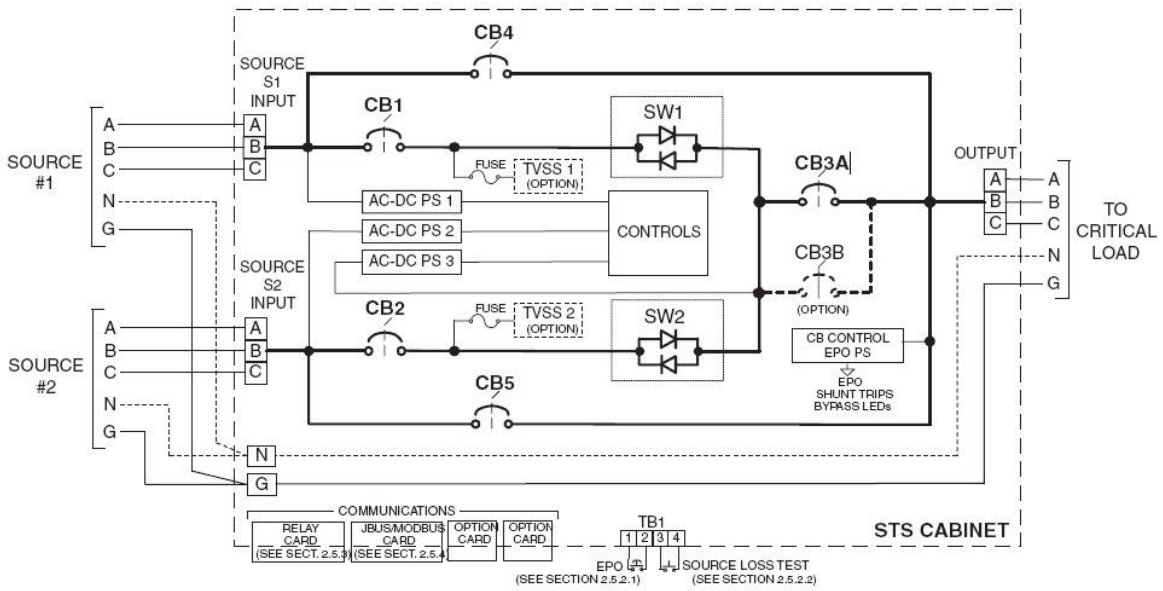 CB4
SOURCE
S1
INPUT
CB1
SW1
A
B
C
A
B
C
SOURCE
#1
N
G
FUSE
TVSS 1
(OPTION)
AC-DC PS 1
AC-DC PS 2
AC-DC PS 3
CONTROLS
CB3A
OUTPUT
A
B
C
A
B
C
N
G
TO
CRITICAL
LOAD
CB3B
(OPTION)
SOURCE
S2
INPUT
CB2
FUSE
TVSS 2
(OPTION)
SW2
A
B
C
A
B
C
SOURCE
#2
N
G
CB CONTROL
EPO PS
EPO
SHUNT TRIPS
BYPASS LEDs
CB5
N
G
COMMUNICATIONS
RELAY
CARD
(SEE SECT. 2.5.3)
JBUS/MODBUS
CARD
(SEE SECT. 2.5.4)
OPTION
CARD
OPTION
CARD
TB1
1 2 3 4
EPO
(SEE SECTION 2.5.2.1)
SOURCE LOSS TEST
(SEE SECTION 2.5.2.2)
STS CABINET